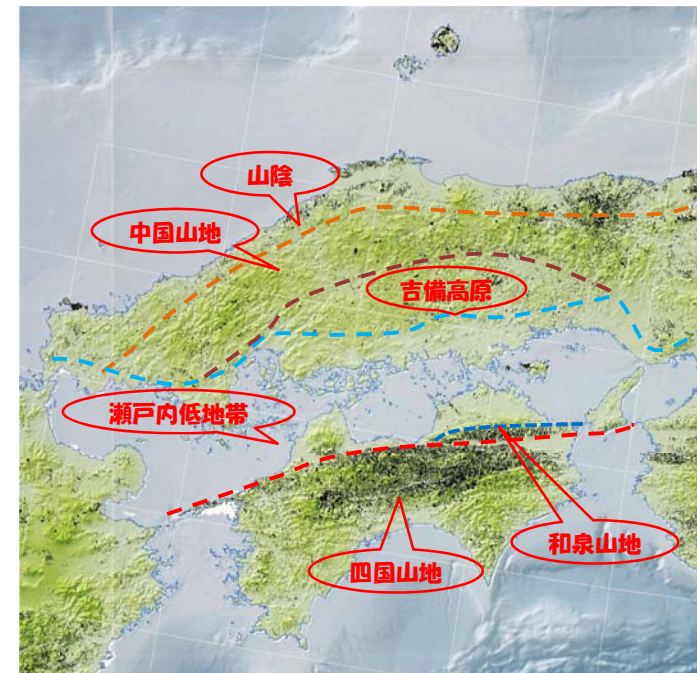 山陰
中国山地
吉備高原
瀬戸内低地帯
和泉山地
四国山地